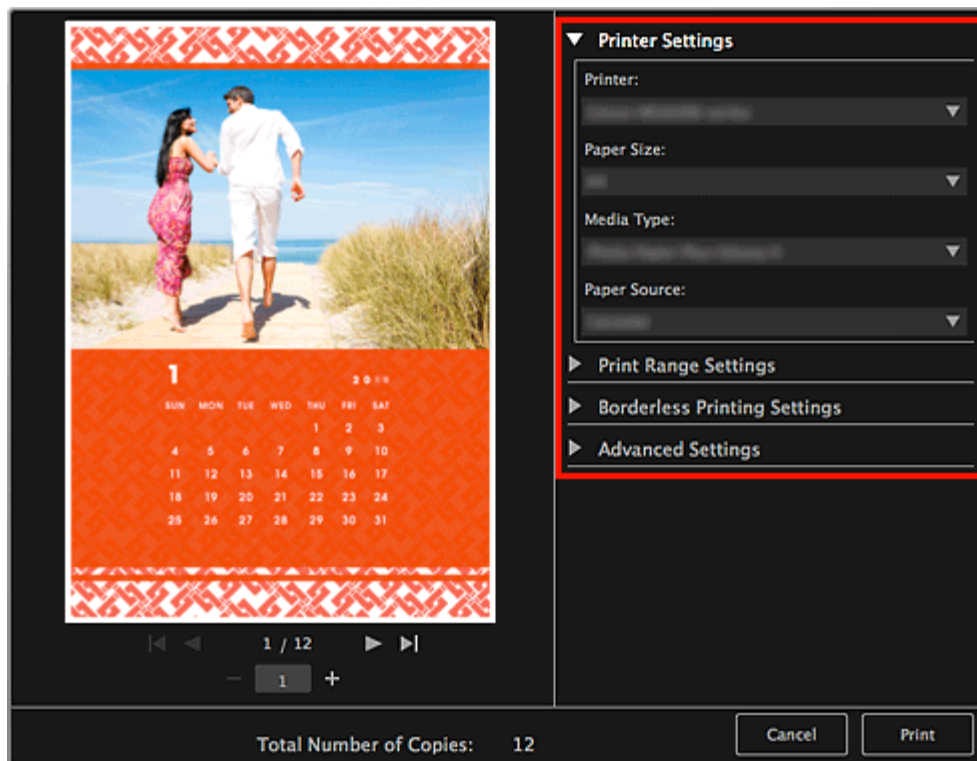 Printer Settings
Printer:
Paper Size:
Media Type:
Paper Source:
Print Range Settings
Borderless Printing Settings
Advanced Settings
1
20
SUN MON TUE WED THU FRI SAT
1 2 3
4 5 6 7 8 9 10
11 12 13 14 15 16 17
18 19 20 21 22 23 24
25 26 27 28 29 30 31
1 / 12
1
Total Number of Copies: 12
Cancel Print